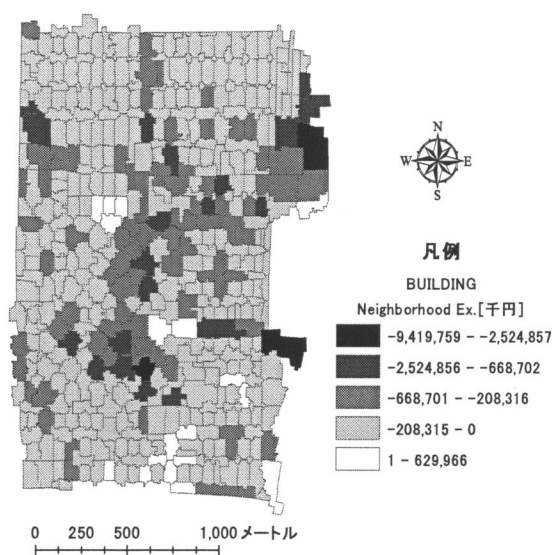 N
W E
S
凡例
BUILDING
Neighborhood Ex.[千円]
-9,419,759 - -2,524,857
-2,524,856 - -668,702
-668,701 - -208,316
-208,315 - 0
1 - 629,966
0 250 500 1,000 メートル